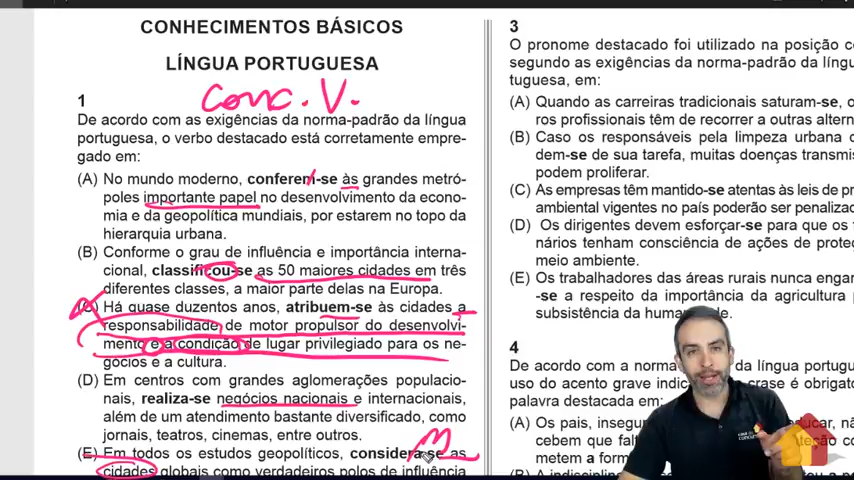 CONHECIMENTOS BÁSICOS
LÍNGUA PORTUGUESA
conc. V.
1
De acordo com as exigências da norma-padrão da língua
portuguesa, o verbo destacado está corretamente empre-
gado em:
(A) No mundo moderno, conferem-se às grandes metró-
poles importante papel no desenvolvimento da econo-
mia e da geopolítica mundiais, por estarem no topo da
hierarquia urbana.
(B) Conforme o grau de influência e importância interna-
cional, classificou-se as 50 maiores cidades em três
diferentes classes, a maior parte delas na Europa.
(C) Há quase duzentos anos, atribuem-se às cidades a
responsabilidade de motor propulsor do desenvolvi-
mento e a condição de lugar privilegiado para os ne-
gócios e a cultura.
(D) Em centros com grandes aglomerações populacio-
nais, realiza-se negócios nacionais e internacionais,
além de um atendimento bastante diversificado, como
jornais, teatros, cinemas, entre outros.
m
(E) Em todos os estudos geopolíticos, considera-se as
cidades globais como verdadeiros polos de influência
3
O pronome destacado foi utilizado na posição
segundo as exigências da norma-padrão da língu
tuguesa, em:
(A) Quando as carreiras tradicionais saturam-se, o
ros profissionais têm de recorrer a outras altern
(B) Caso os responsáveis pela limpeza urbana
dem-se de sua tarefa, muitas doenças transmis
podem proliferar.
(C) As empresas têm mantido-se atentas às leis de pr
ambiental vigentes no país poderão ser penalizad
(D) Os dirigentes devem esforçar-se para que os
nários tenham consciência de ações de prote
meio ambiente.
(E) Os trabalhadores das áreas rurais nunca engan
-se a respeito da importância da agricultura
subsistência da huma de.
4
De acordo com a norma líng portugue
uso do acento grave indic crase é obrigató
palavra destacada em:
(A) Os pais, insegu
cebem que fal
metem a form